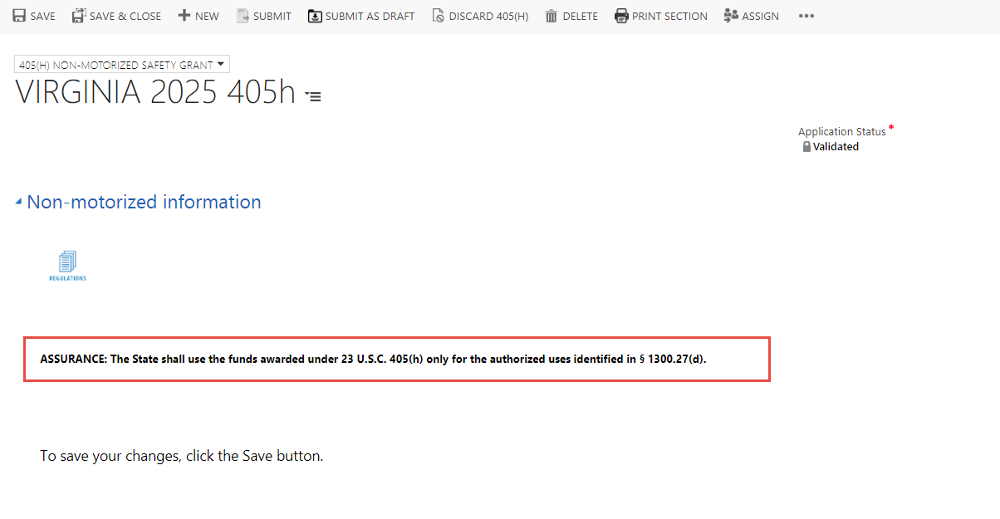 SAVE SAVE & CLOSE NEW SUBMIT SUBMIT AS DRAFT DISCARD 405(H) DELETE PRINT SECTION ASSIGN •••
405(H) NON-MOTORIZED SAFETY GRANT
VIRGINIA 2025 405h
Application Status *
Validated
Non-motorized information
REGULATIONS
ASSURANCE: The State shall use the funds awarded under 23 U.S.C. 405(h) only for the authorized uses identified in § 1300.27(d).
To save your changes, click the Save button.